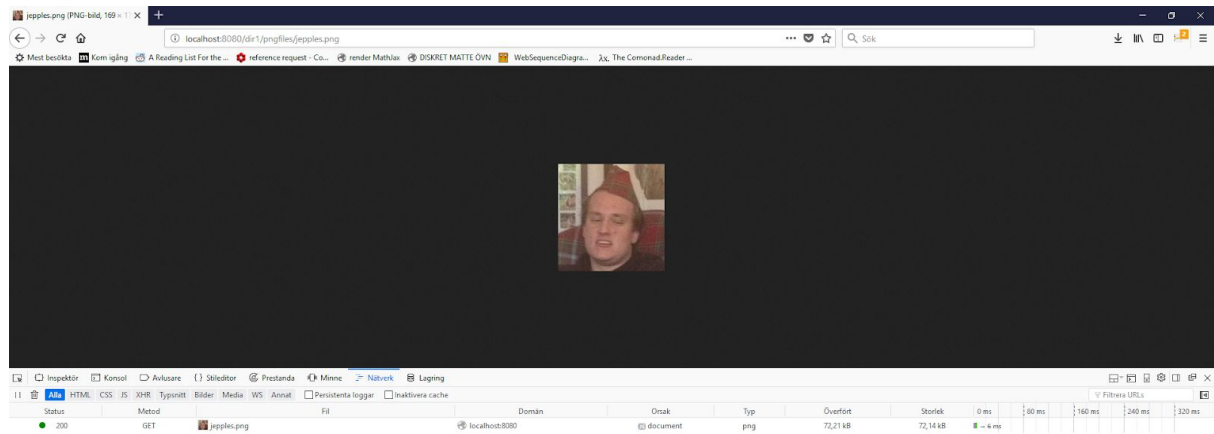 jepples.png (PNG-bild, 169 × 1
localhost:8080/dir1/pngfiles/jepples.png
Sök
Mest besökta Kom igång A Reading List For the ... reference request - Co... render MathJax DISKRET MATTE ÖVN WebSequenceDiagra... λx. The Comonad.Reader ...
Inspektör Konsol Avlusare {} Stileditor Prestanda Minne Nätverk Lagring
Alla HTML CSS JS XHR Typsnitt Bilder Media WS Annat Persistenta loggar Inaktivera cache Filtrera URLs
Status Metod Fil Domän Orsak Typ Överfört Storlek 0 ms 80 ms 160 ms 240 ms 320 ms
200 GET jepples.png localhost:8080 document png 72,21 kB 72,14 kB → 6 ms